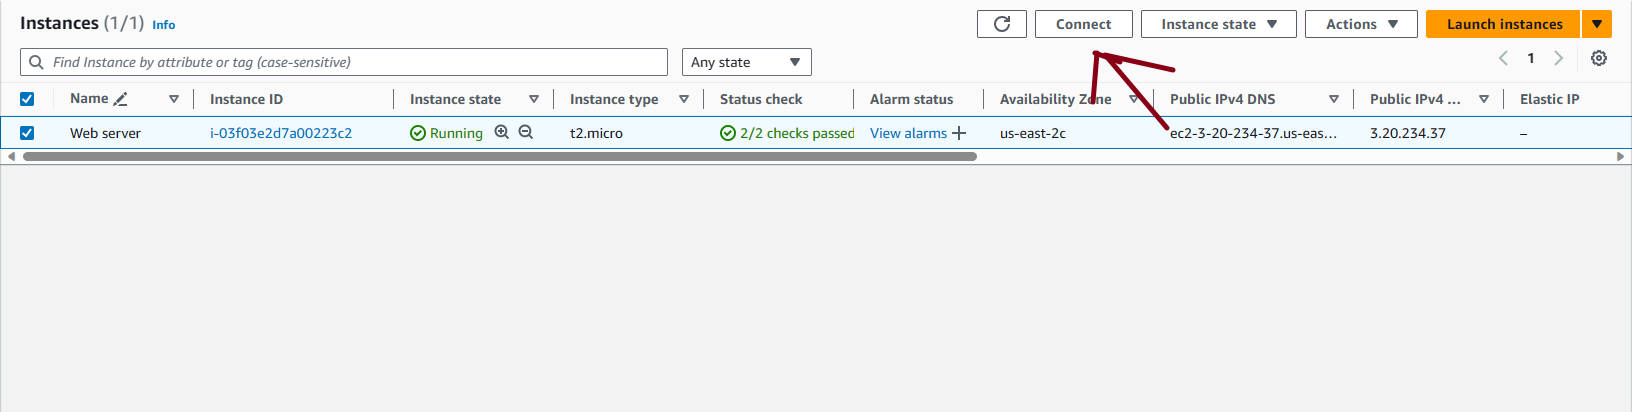 Instances (1/1) Info Connect Instance state Actions Launch instances
Find Instance by attribute or tag (case-sensitive) Any state 1
Name Instance ID Instance state Instance type Status check Alarm status Availability Zone Public IPv4 DNS Public IPv4 ... Elastic IP
Web server i-03f03e2d7a00223c2 Running t2.micro 2/2 checks passed View alarms + us-east-2c ec2-3-20-234-37.us-eas... 3.20.234.37 –